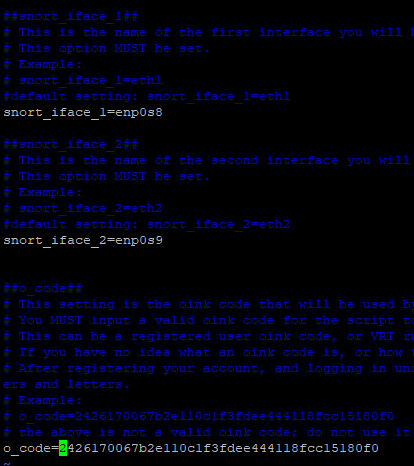 ##snort_iface_1##
# This is the name of the first interface you will
# This option MUST be set.
# Example:
# snort_iface_1=eth1
#default setting: snort_iface_1=eth1
snort_iface_1=enp0s8
##snort_iface_2##
# This is the name of the second interface you will
# This option MUST be set.
# Example:
# snort_iface_2=eth2
#default setting: snort_iface_2=eth2
snort_iface_2=enp0s9
##o_code##
# This setting is the oink code that will be used by
# You MUST input a valid oink code for the script to
# This can be a registered user oink code, or VRT
# If you have no idea what an oink code is, or how
# After registering your account, and logging in
ers and letters.
# Example:
# o_code=2426170067b2e110c1f3fdee444118fcc15180f0
# the above is not a valid oink code; do not use it
o_code=2426170067b2e110c1f3fdee444118fcc15180f0
~